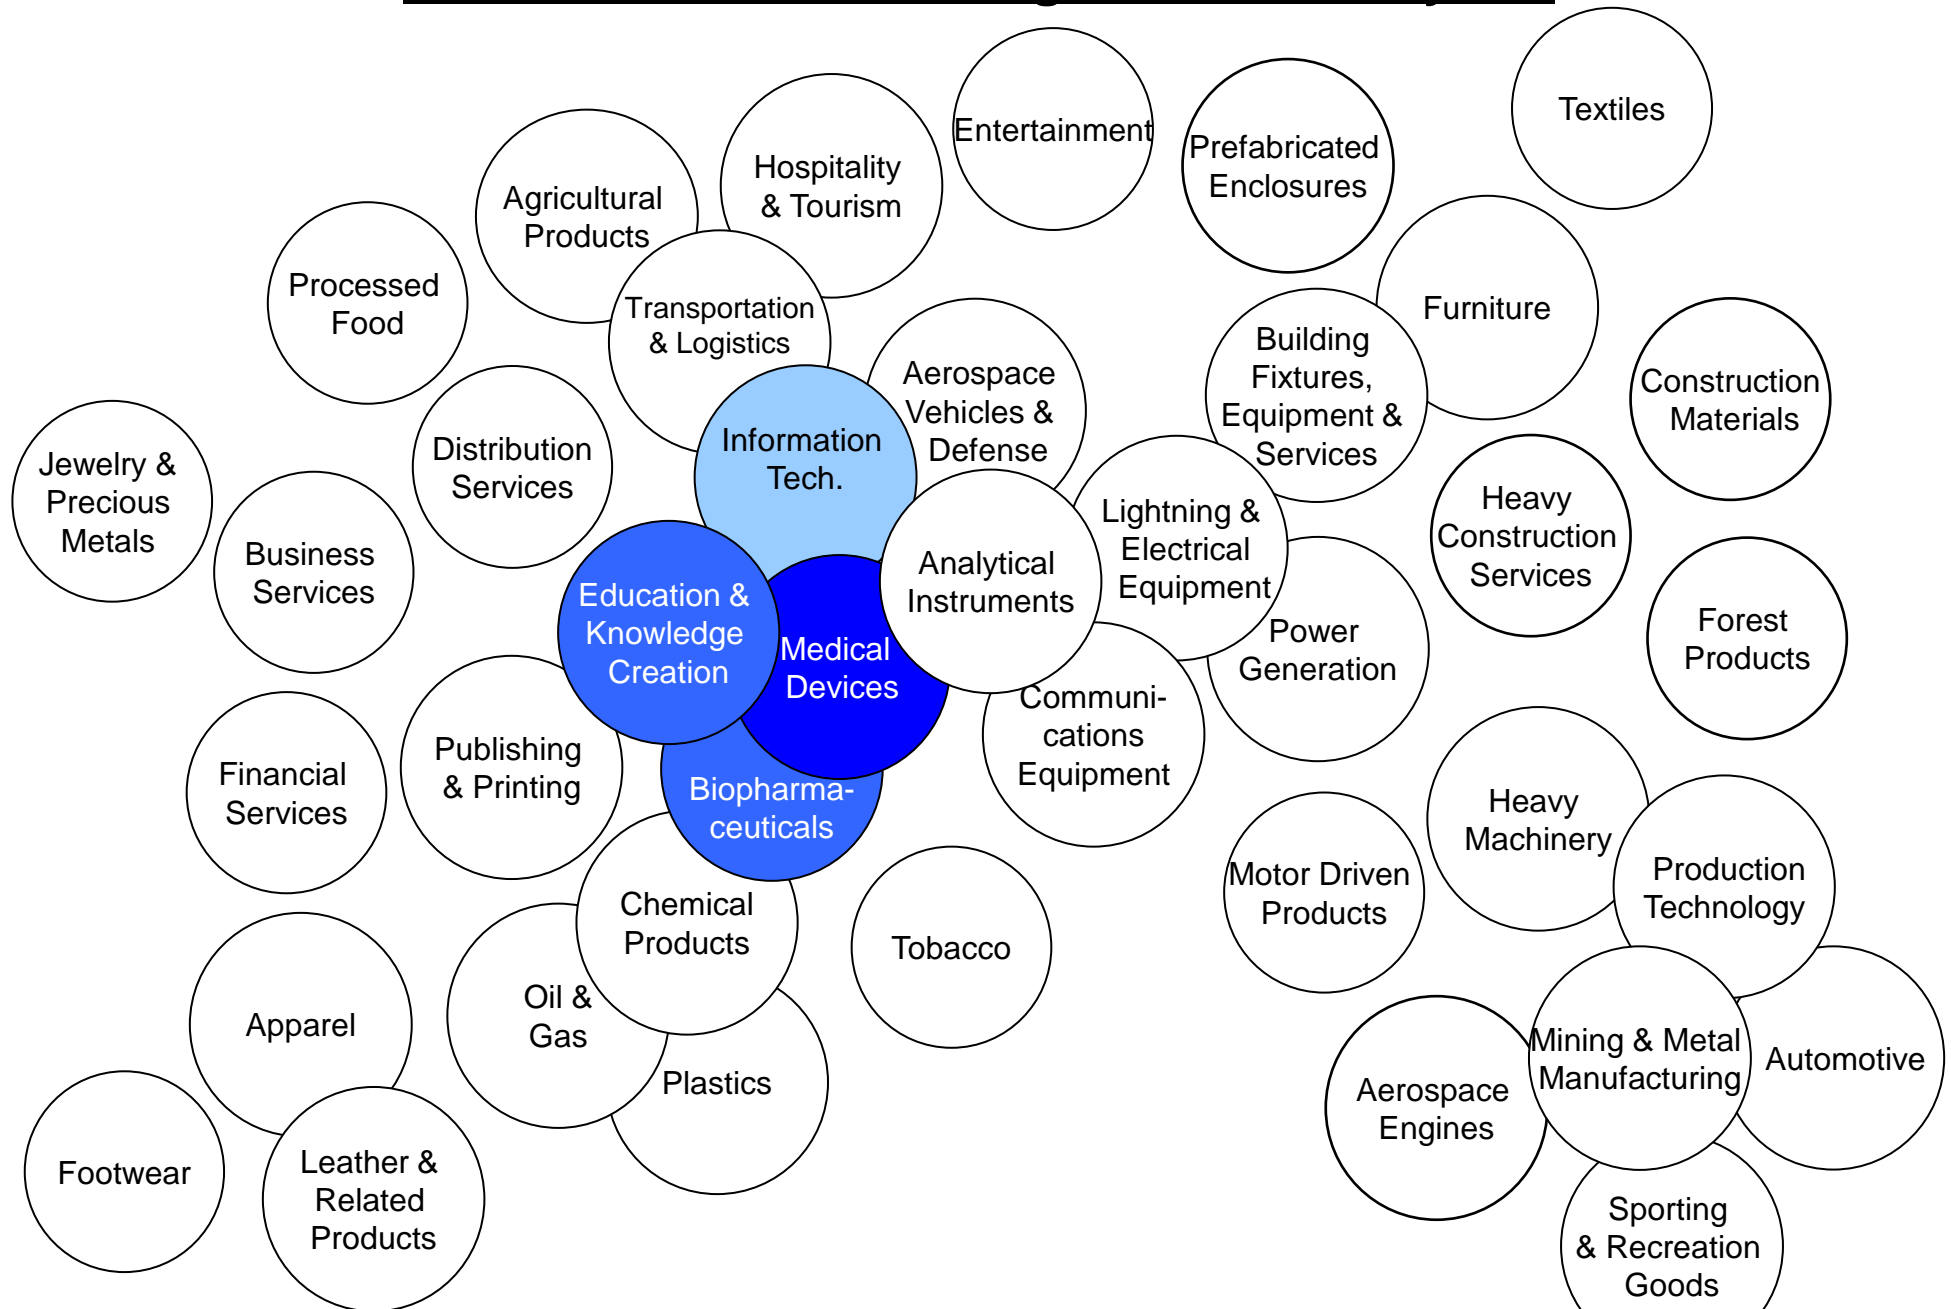 Textiles
Entertainment
Prefabricated
Enclosures
Hospitality
& Tourism
Agricultural
Products
Processed
Food
Transportation
& Logistics
Furniture
Building
Fixtures,
Equipment &
Services
Construction
Materials
Aerospace
Vehicles &
Defense
Information
Tech.
Distribution
Services
Jewelry &
Precious
Metals
Business
Services
Lightning &
Electrical
Equipment
Heavy
Construction
Services
Analytical
Instruments
Education &
Knowledge
Creation
Medical
Devices
Power
Generation
Forest
Products
Communi-
cations
Equipment
Publishing
& Printing
Financial
Services
Biopharma-
ceuticals
Heavy
Machinery
Production
Technology
Motor Driven
Products
Chemical
Products
Tobacco
Oil &
Gas
Apparel
Plastics
Mining & Metal
Manufacturing
Automotive
Aerospace
Engines
Footwear
Leather &
Related
Products
Sporting
& Recreation
Goods